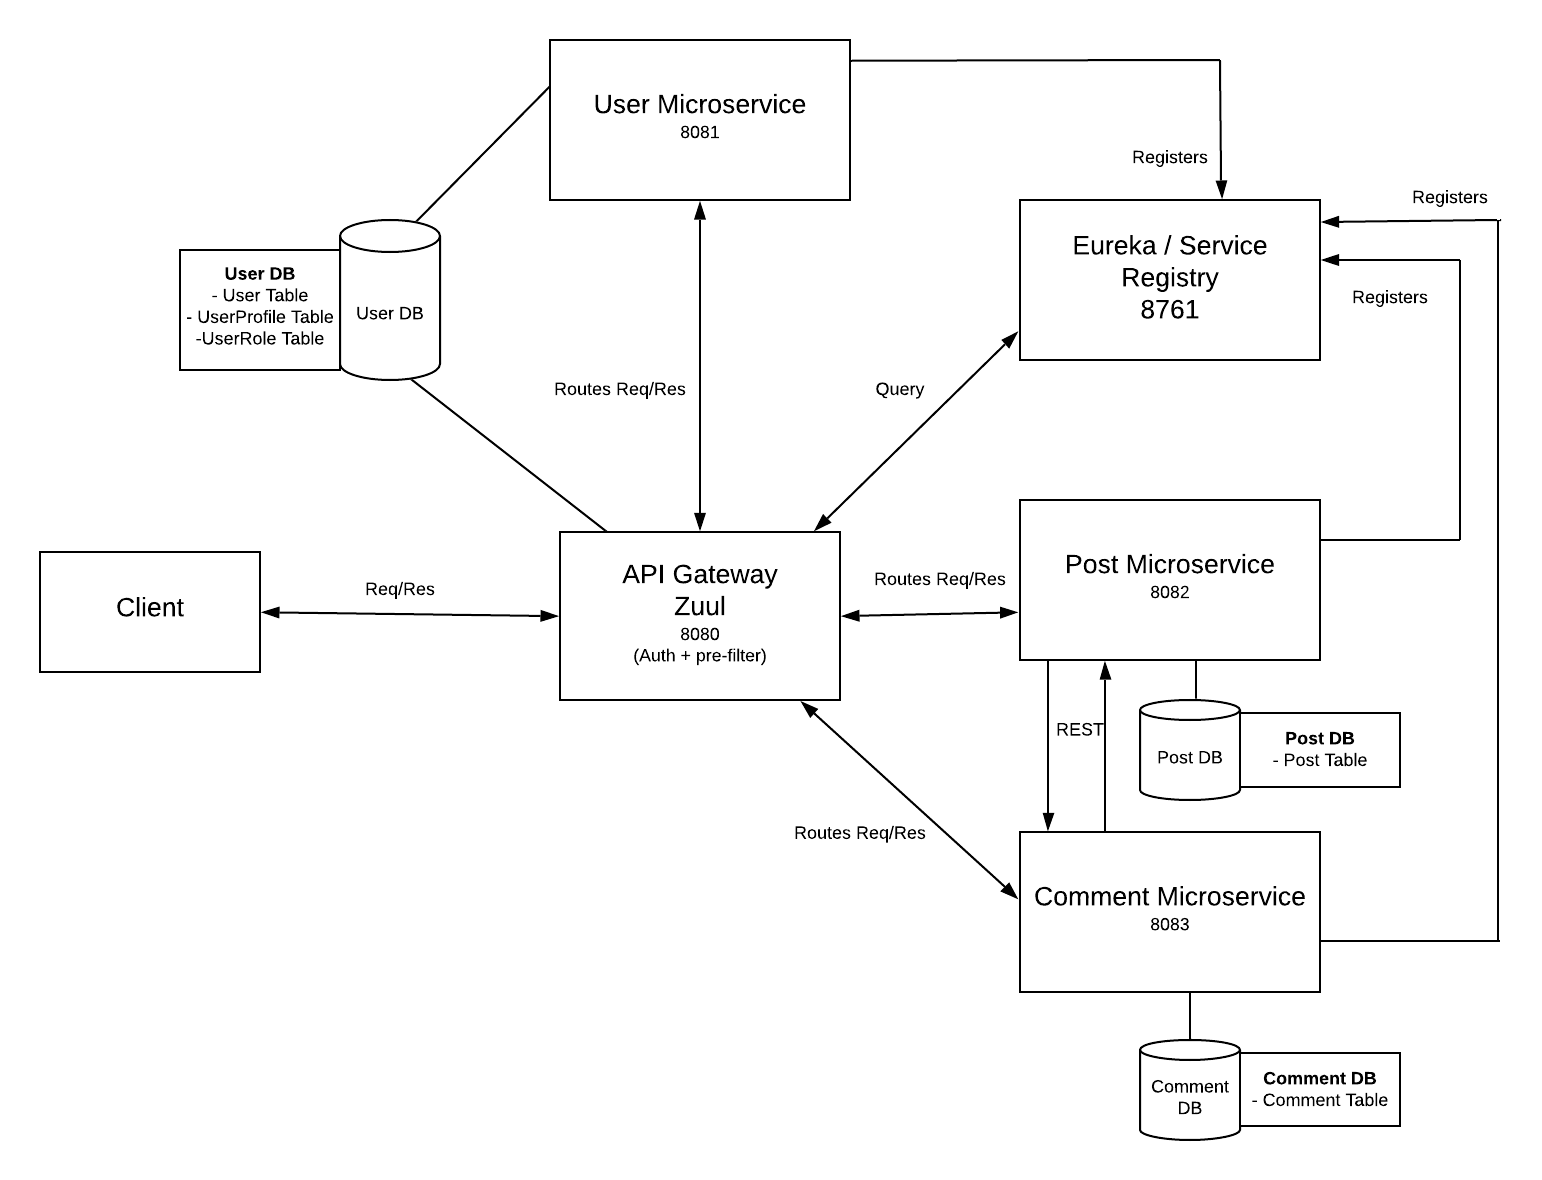 User Microservice
8081
Registers
Registers
Eureka / Service
Registry
8761
Registers
User DB
- User Table
- UserProfile Table
-UserRole Table
User DB
Routes Req/Res
Query
Client
Req/Res
API Gateway
Zuul
8080
(Auth + pre-filter)
Routes Req/Res
Post Microservice
8082
REST
Post DB
Post DB
- Post Table
Routes Req/Res
Comment Microservice
8083
Comment
DB
Comment DB
- Comment Table